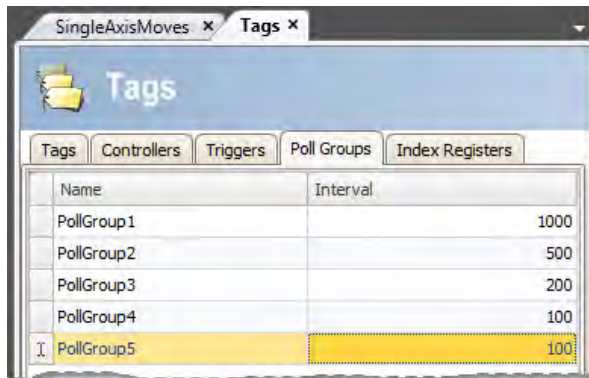 SingleAxisMoves × Tags ×
Tags
Tags Controllers Triggers Poll Groups Index Registers
Name Interval
PollGroup1 1000
PollGroup2 500
PollGroup3 200
PollGroup4 100
PollGroup5 100